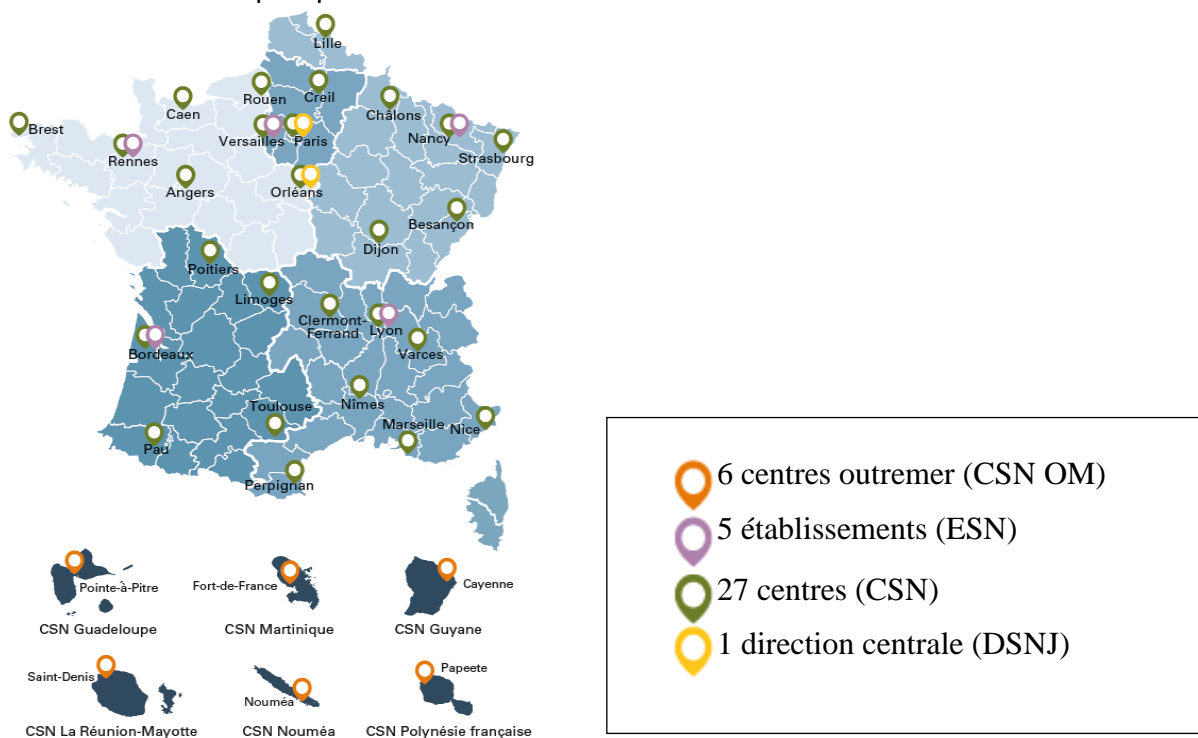 Lille
Rouen
Creil
Caen
Châlons
Brest
Versailles
Paris
Nancy
Strasbourg
Rennes
Angers
Orléans
Besançon
Dijon
Poitiers
Limoges
Clermont-
Ferrand
Lyon
Bordeaux
Varces
Nîmes
Toulouse
Marseille
Nice
Pau
Perpignan
Pointe-à-Pitre
Fort-de-France
Cayenne
CSN Guadeloupe
CSN Martinique
CSN Guyane
Saint-Denis
Nouméa
Papeete
CSN La Réunion-Mayotte
CSN Nouméa
CSN Polynésie française
6 centres outremer (CSN OM)
5 établissements (ESN)
27 centres (CSN)
1 direction centrale (DSNJ)